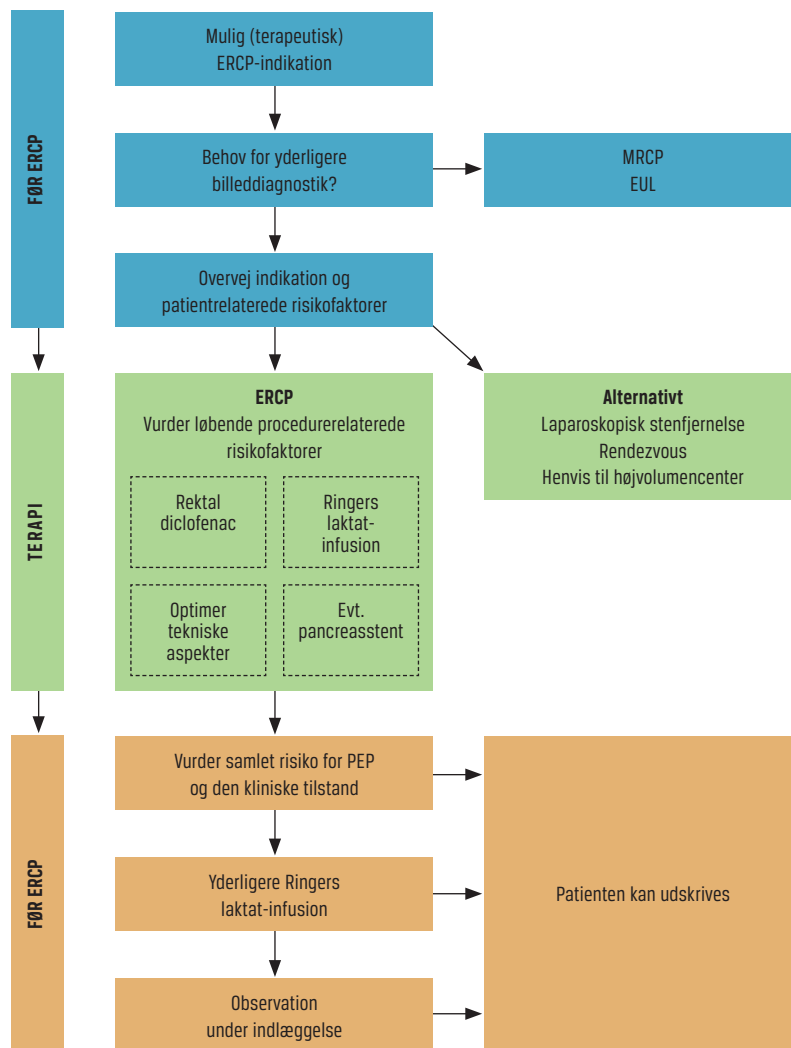 FØR ERCP
Mulig (terapeutisk)
ERCP-indikation
Behov for yderligere
billeddiagnostik?
MRCP
EUL
Overvej indikation og
patientrelaterede risikofaktorer
TERAPI
ERCP
Vurder løbende procedurerelaterede
risikofaktorer
Rektal
diclofenac
Ringers
laktat-
infusion
Optimer
tekniske
aspekter
Evt.
pancreasstent
Alternativt
Laparoskopisk stenfjernelse
Rendezvous
Henvis til højvolumencenter
FØR ERCP
Vurder samlet risiko for PEP
og den kliniske tilstand
Yderligere Ringers
laktat-infusion
Observation
under indlæggelse
Patienten kan udskrives